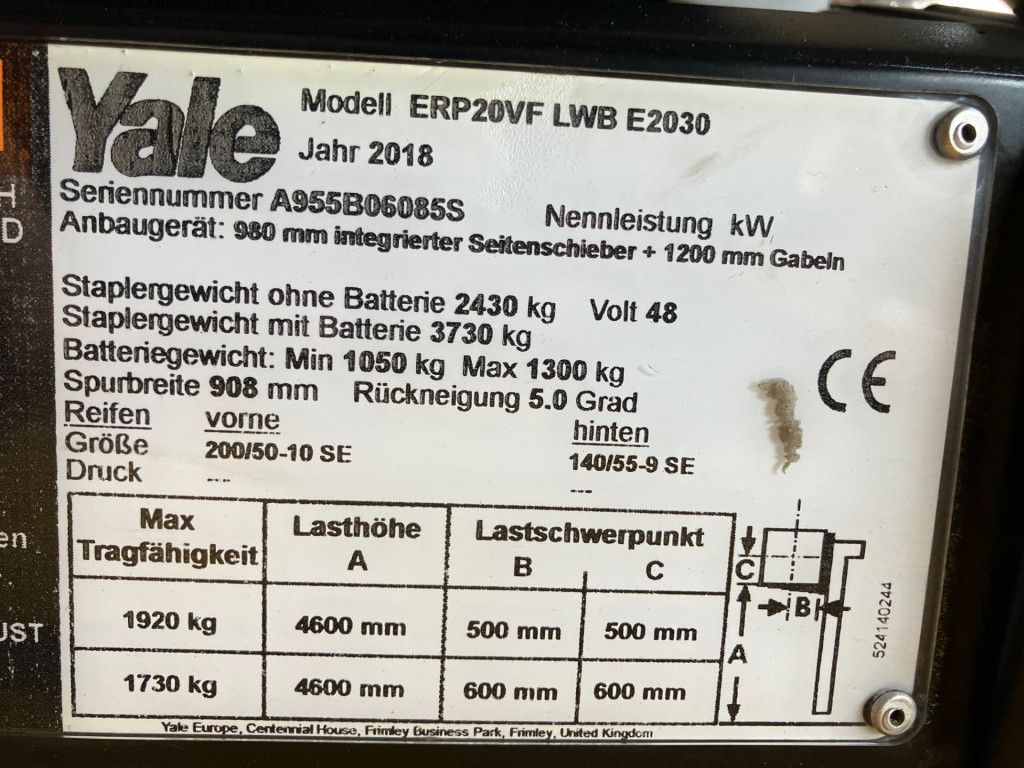 Yale
Modell ERP20VF LWB E2030
Jahr 2018
Seriennummer A955B06085S Nennleistung kW
Anbaugerät: 980 mm integrierter Seitenschieber + 1200 mm Gabeln
Staplergewicht ohne Batterie 2430 kg Volt 48
Staplergewicht mit Batterie 3730 kg
Batteriegewicht: Min 1050 kg Max 1300 kg
Spurbreite 908 mm Rückneigung 5.0 Grad
Reifen vorne hinten
Größe 200/50-10 SE 140/55-9 SE
Druck --- ---
Max Tragfähigkeit Lasthöhe A Lastschwerpunkt B C
1920 kg 4600 mm 500 mm 500 mm
1730 kg 4600 mm 600 mm 600 mm
C
B
A
524140244
CE
Yale Europe, Centennial House, Frimley Business Park, Frimley, United Kingdom
H
D
en
UST